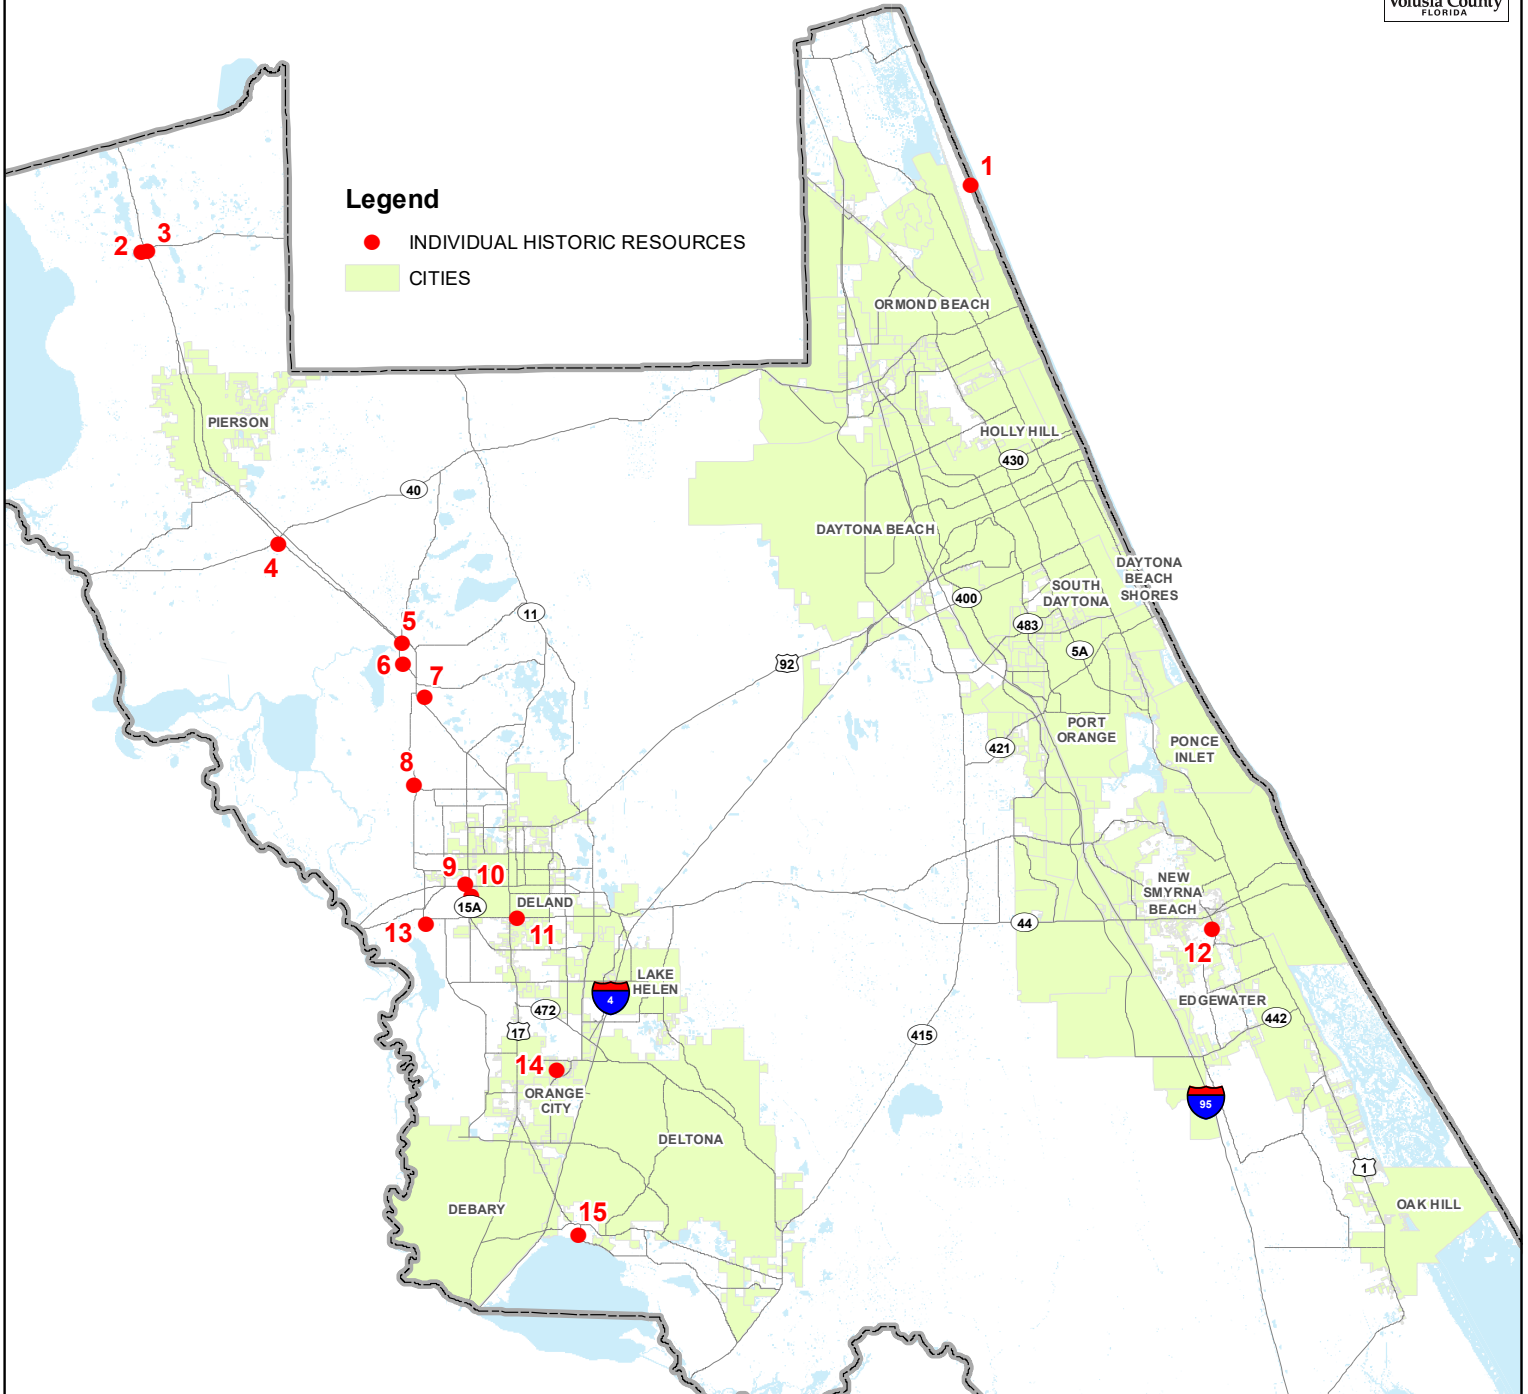 Volusia County
FLORIDA
1
Legend
2
3
INDIVIDUAL HISTORIC RESOURCES
CITIES
ORMOND BEACH
PIERSON
HOLLY HILL
430
40
DAYTONA BEACH
4
DAYTONA
BEACH
SHORES
SOUTH
DAYTONA
400
11
483
5
5A
6
92
7
PORT
ORANGE
421
PONCE
INLET
8
9
10
NEW
SMYRNA
BEACH
15A
DELAND
44
13
11
12
LAKE
HELEN
4
EDGEWATER
472
442
17
415
14
ORANGE
CITY
95
DELTONA
1
DEBARY
15
OAK HILL